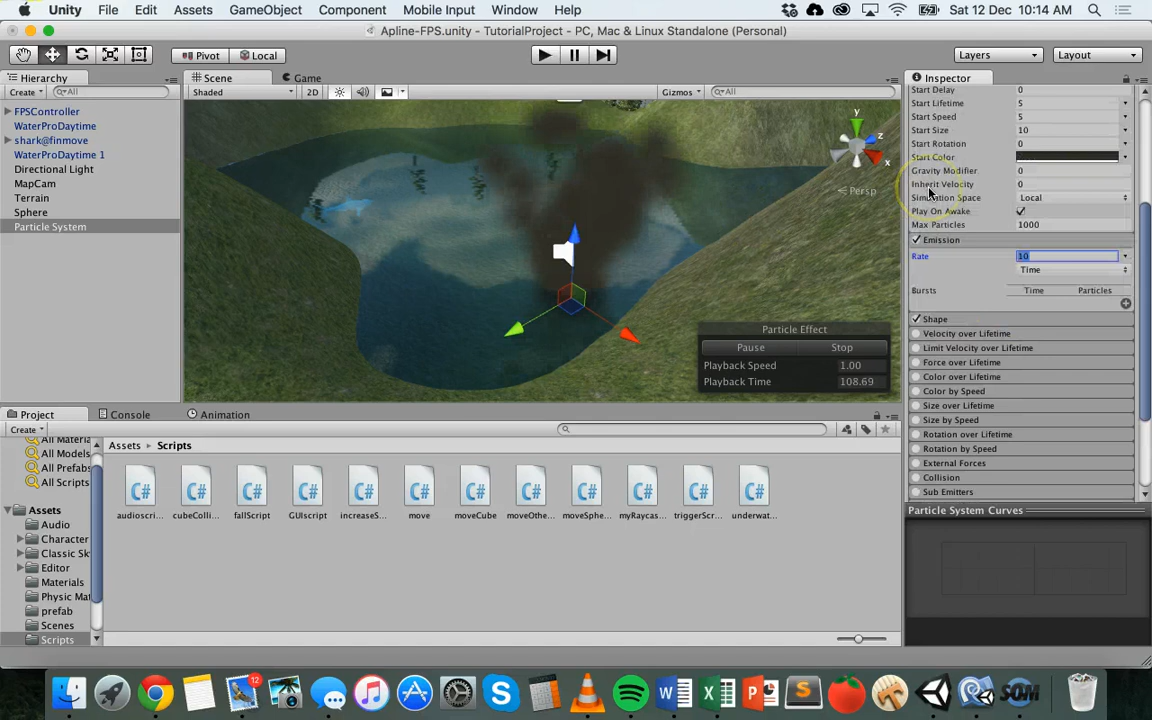 Unity File Edit Assets GameObject Component Mobile Input Window Help Sat 12 Dec 10:14 AM
Apline-FPS.unity - TutorialProject - PC, Mac & Linux Standalone (Personal)
Pivot Local Layers Layout
Hierarchy
Create All
FPSController
WaterProDaytime
shark@finmove
WaterProDaytime 1
Directional Light
MapCam
Terrain
Sphere
Particle System
Scene Game
Shaded 2D Gizmos All
y
z
x
Persp
Particle Effect
Pause Stop
Playback Speed 1.00
Playback Time 108.69
Inspector
Start Delay 0
Start Lifetime 5
Start Speed 5
Start Size 10
Start Rotation 0
Start Color
Gravity Modifier 0
Inherit Velocity 0
Simulation Space Local
Play On Awake
Max Particles 1000
Emission
Rate 10
Time
Bursts Time Particles
Shape
Velocity over Lifetime
Limit Velocity over Lifetime
Force over Lifetime
Color over Lifetime
Color by Speed
Size over Lifetime
Size by Speed
Rotation over Lifetime
Rotation by Speed
External Forces
Collision
Sub Emitters
Particle System Curves
Project Console Animation
Create
All Materia
All Models
All Prefabs
All Scripts
Assets
Audio
Character
Classic Sk
Editor
Materials
Physic Mat
prefab
Scenes
Scripts
Assets Scripts
C# C# C# C# C# C# C# C# C# C# C# C#
audioscri... cubeColli... fallScript GUIscript increaseS... move moveCube moveOthe... moveSphe... myRaycas... triggerScr... underwat...
12
SOM